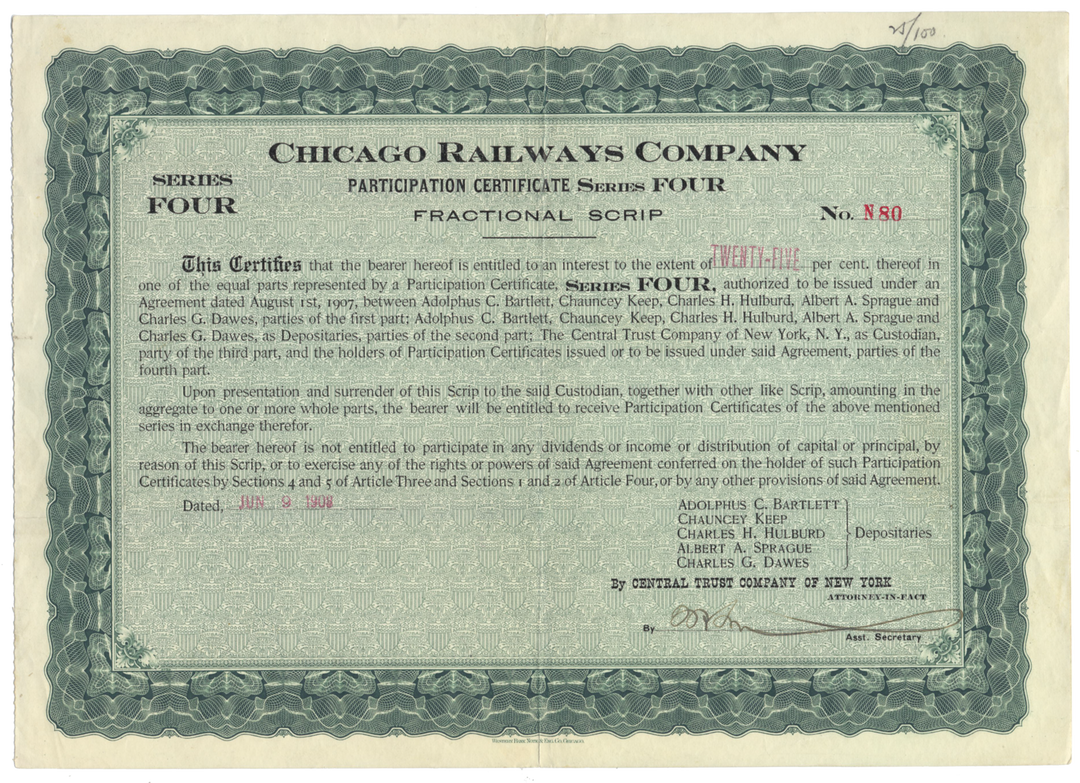 25/100
CHICAGO RAILWAYS COMPANY
SERIES FOUR
PARTICIPATION CERTIFICATE SERIES FOUR
FRACTIONAL SCRIP
No. N80
This Certifies that the bearer hereof is entitled to an interest to the extent of TWENTY-FIVE per cent. thereof in
one of the equal parts represented by a Participation Certificate, SERIES FOUR, authorized to be issued under an
Agreement dated August 1st, 1907, between Adolphus C. Bartlett, Chauncey Keep, Charles H. Hulburd, Albert A. Sprague and
Charles G. Dawes, parties of the first part; Adolphus C. Bartlett, Chauncey Keep, Charles H. Hulburd, Albert A. Sprague and
Charles G. Dawes, as Depositaries, parties of the second part; The Central Trust Company of New York, N. Y., as Custodian,
party of the third part, and the holders of Participation Certificates issued or to be issued under said Agreement, parties of the
fourth part.
Upon presentation and surrender of this Scrip to the said Custodian, together with other like Scrip, amounting in the
aggregate to one or more whole parts, the bearer will be entitled to receive Participation Certificates of the above mentioned
series in exchange therefor.
The bearer hereof is not entitled to participate in any dividends or income or distribution of capital or principal, by
reason of this Scrip, or to exercise any of the rights or powers of said Agreement conferred on the holder of such Participation
Certificates by Sections 4 and 5 of Article Three and Sections 1 and 2 of Article Four, or by any other provisions of said Agreement.
Dated, JUN 9 1908
ADOLPHUS C. BARTLETT
CHAUNCEY KEEP
CHARLES H. HULBURD Depositaries
ALBERT A. SPRAGUE
CHARLES G. DAWES
By CENTRAL TRUST COMPANY OF NEW YORK
ATTORNEY-IN-FACT
By
Asst. Secretary
WESTERN BANK NOTE & ENG. CO. CHICAGO